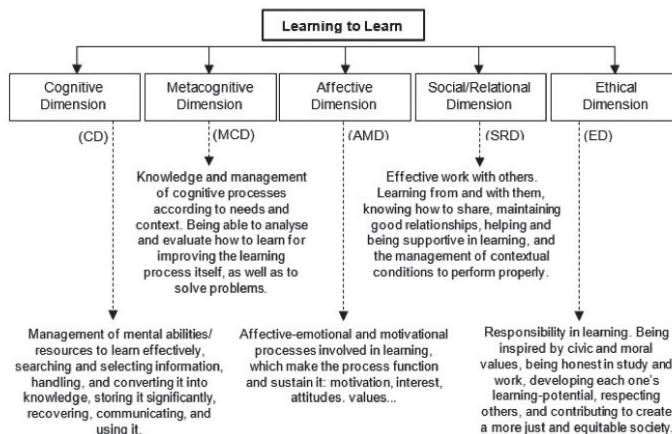 Learning to Learn
Cognitive
Dimension
Metacognitive
Dimension
Affective
Dimension
Social/Relational
Dimension
Ethical
Dimension
(CD)
(MCD)
(AMD)
(SRD)
(ED)
Knowledge and management
of cognitive processes
according to needs and
context. Being able to analyse
and evaluate how to learn for
improving the learning
process itself, as well as to
solve problems.
Effective work with others.
Learning from and with them,
knowing how to share, maintaining
good relationships, helping and
being supportive in learning, and
the management of contextual
conditions to perform properly.
Management of mental abilities/
resources to learn effectively,
searching and selecting information,
handling, and converting it into
knowledge, storing it significantly,
recovering, communicating, and
using it.
Affective-emotional and motivational
processes involved in learning,
which make the process function
and sustain it: motivation, interest,
attitudes. values...
Responsibility in learning. Being
inspired by civic and moral
values, being honest in study and
work, developing each one's
learning-potential, respecting
others, and contributing to create
a more just and equitable society.